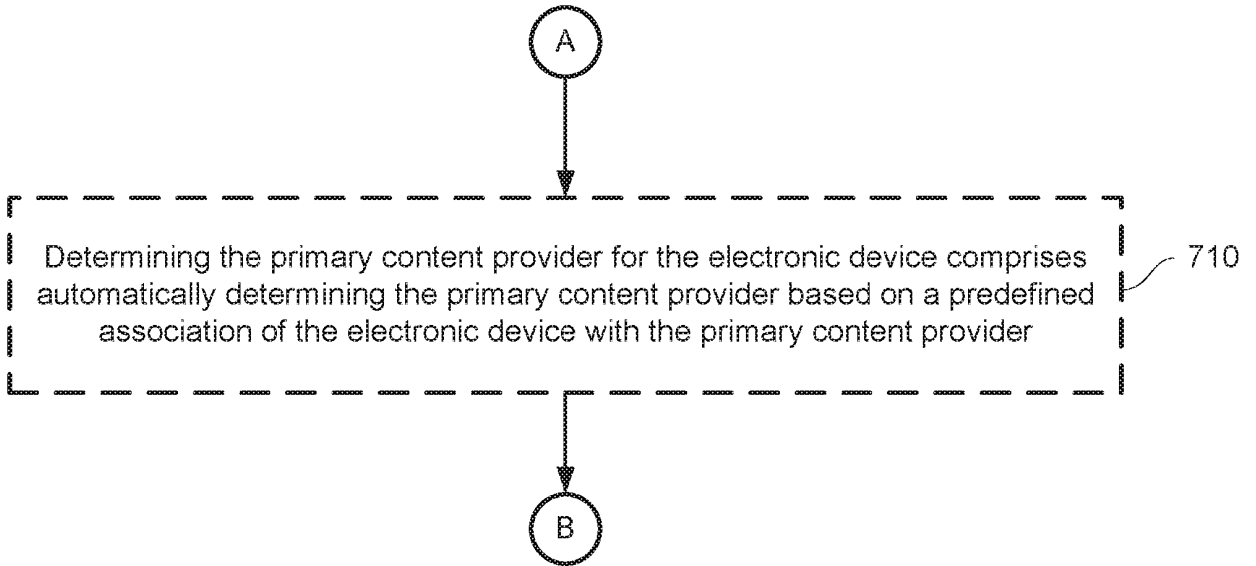 A
Determining the primary content provider for the electronic device comprises
automatically determining the primary content provider based on a predefined
association of the electronic device with the primary content provider
710
B